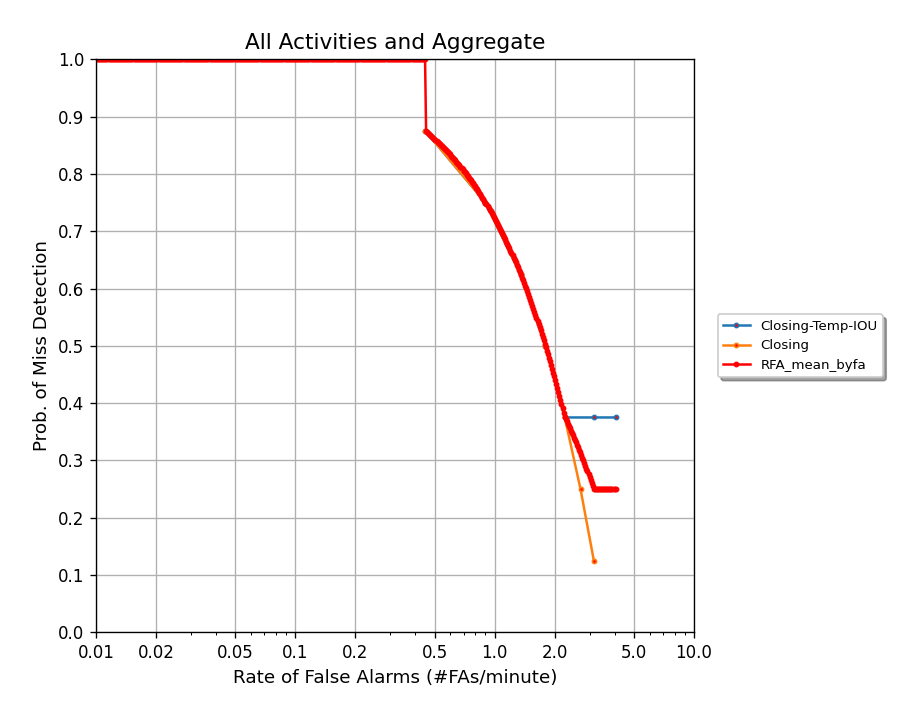 All Activities and Aggregate
1.0
0.9
0.8
0.7
0.6
0.5
0.4
0.3
0.2
0.1
0.0
Prob. of Miss Detection
0.01 0.02 0.05 0.1 0.2 0.5 1.0 2.0 5.0 10.0
Rate of False Alarms (#FAs/minute)
Closing-Temp-IOU
Closing
RFA_mean_byfa